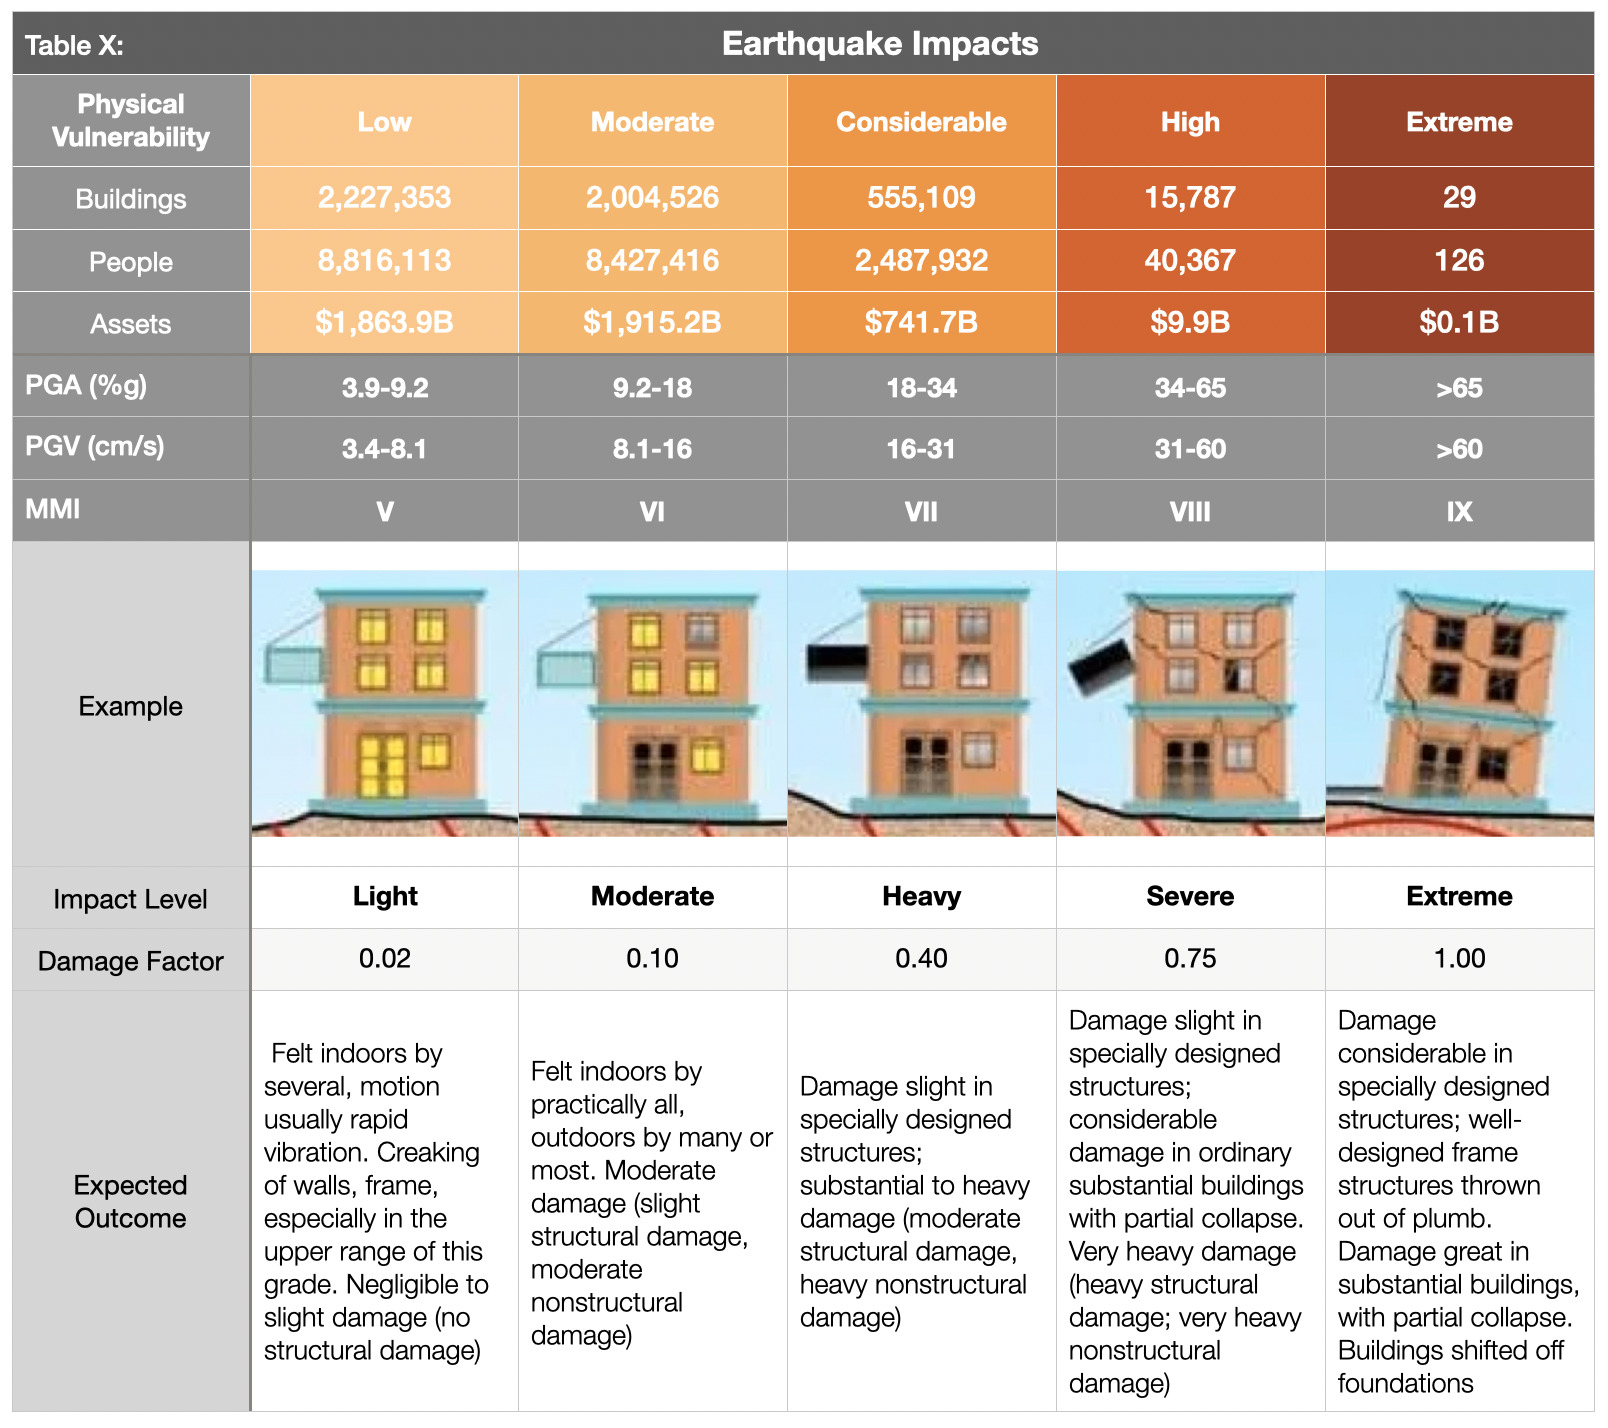 Table X: Earthquake Impacts
Physical
Vulnerability
Low Moderate Considerable High Extreme
Buildings 2,227,353 2,004,526 555,109 15,787 29
People 8,816,113 8,427,416 2,487,932 40,367 126
Assets $1,863.9B $1,915.2B $741.7B $9.9B $0.1B
PGA (%g) 3.9-9.2 9.2-18 18-34 34-65 >65
PGV (cm/s) 3.4-8.1 8.1-16 16-31 31-60 >60
MMI V VI VII VIII IX
Example
Impact Level Light Moderate Heavy Severe Extreme
Damage Factor 0.02 0.10 0.40 0.75 1.00
Expected
Outcome
Felt indoors by
several, motion
usually rapid
vibration. Creaking
of walls, frame,
especially in the
upper range of this
grade. Negligible to
slight damage (no
structural damage)
Felt indoors by
practically all,
outdoors by many or
most. Moderate
damage (slight
structural damage,
moderate
nonstructural
damage)
Damage slight in
specially designed
structures;
substantial to heavy
damage (moderate
structural damage,
heavy nonstructural
damage)
Damage slight in
specially designed
structures;
considerable
damage in ordinary
substantial buildings
with partial collapse.
Very heavy damage
(heavy structural
damage; very heavy
nonstructural
damage)
Damage
considerable in
specially designed
structures; well-
designed frame
structures thrown
out of plumb.
Damage great in
substantial buildings,
with partial collapse.
Buildings shifted off
foundations